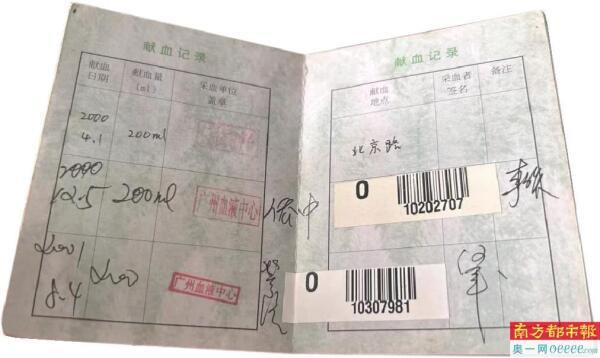 献血记录
献血
日期
献血量
(ml)
采血单位
盖章
2000
4.1
200ml
2000
12.5
200ml
广州血液中心
2001
8.4
200
广州血液中心
献血记录
献血
地点
采血者
签名
备注
北京路
O
10202707
O
10307981
南方都市报
奥一网oeeee.com